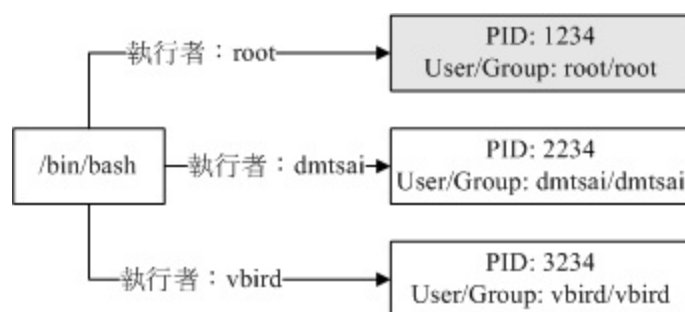 執行者：root
PID: 1234
User/Group: root/root
/bin/bash
執行者：dmtsai
PID: 2234
User/Group: dmtsai/dmtsai
執行者：vbird
PID: 3234
User/Group: vbird/vbird